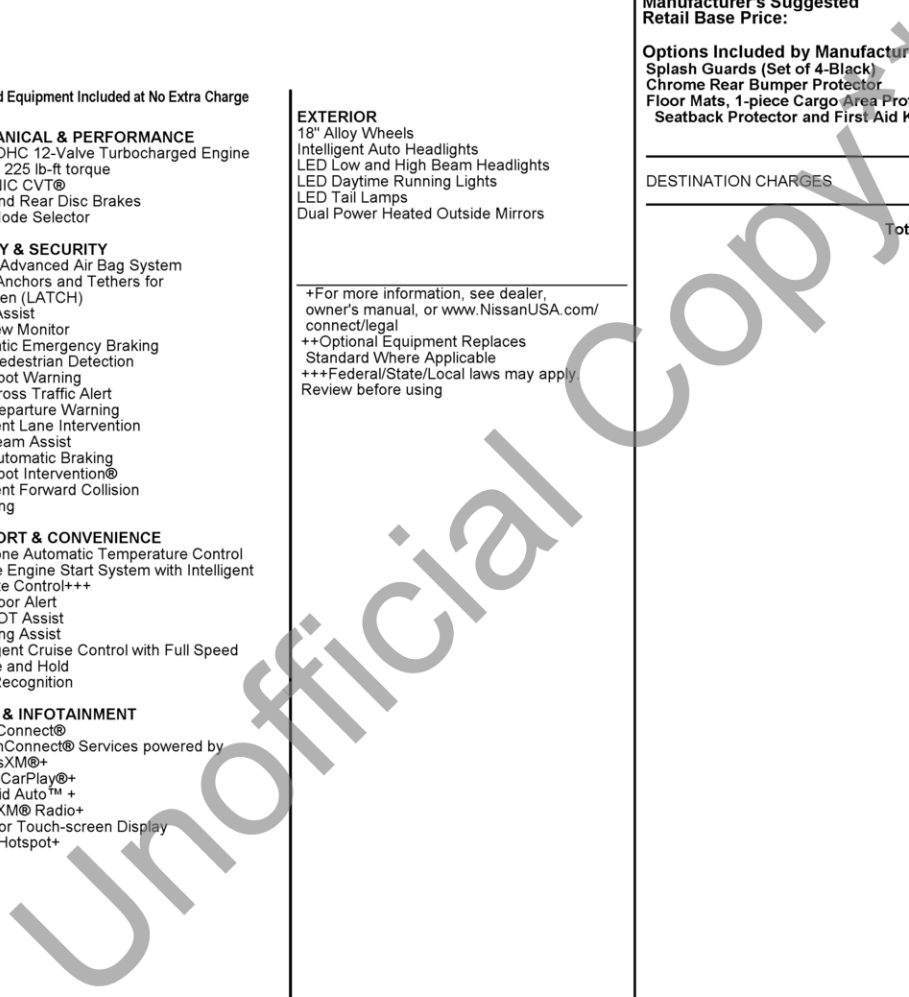 d Equipment Included at No Extra Charge
ANICAL & PERFORMANCE
OHC 12-Valve Turbocharged Engine
225 lb-ft torque
IC CVT®
nd Rear Disc Brakes
ode Selector
Y & SECURITY
Advanced Air Bag System
Anchors and Tethers for
en (LATCH)
Assist
ew Monitor
tic Emergency Braking
edestrian Detection
pot Warning
ross Traffic Alert
eparture Warning
ent Lane Intervention
eam Assist
utomatic Braking
pot Intervention®
ent Forward Collision
ng
ORT & CONVENIENCE
one Automatic Temperature Control
e Engine Start System with Intelligent
te Control+++
oor Alert
OT Assist
ng Assist
ent Cruise Control with Full Speed
e and Hold
Recognition
& INFOTAINMENT
Connect®
nConnect® Services powered by
sXM®+
CarPlay®+
id Auto™ +
XM® Radio+
or Touch-screen Display
Hotspot+
EXTERIOR
18" Alloy Wheels
Intelligent Auto Headlights
LED Low and High Beam Headlights
LED Daytime Running Lights
LED Tail Lamps
Dual Power Heated Outside Mirrors
+For more information, see dealer,
owner's manual, or www.NissanUSA.com/
connect/legal
++Optional Equipment Replaces
Standard Where Applicable
+++Federal/State/Local laws may apply.
Review before using
Manufacturer's Suggested
Retail Base Price:
Options Included by Manufactur
Splash Guards (Set of 4-Black)
Chrome Rear Bumper Protector
Floor Mats, 1-piece Cargo Area Pro
Seatback Protector and First Aid K
DESTINATION CHARGES
Tot
Unofficial Copy**